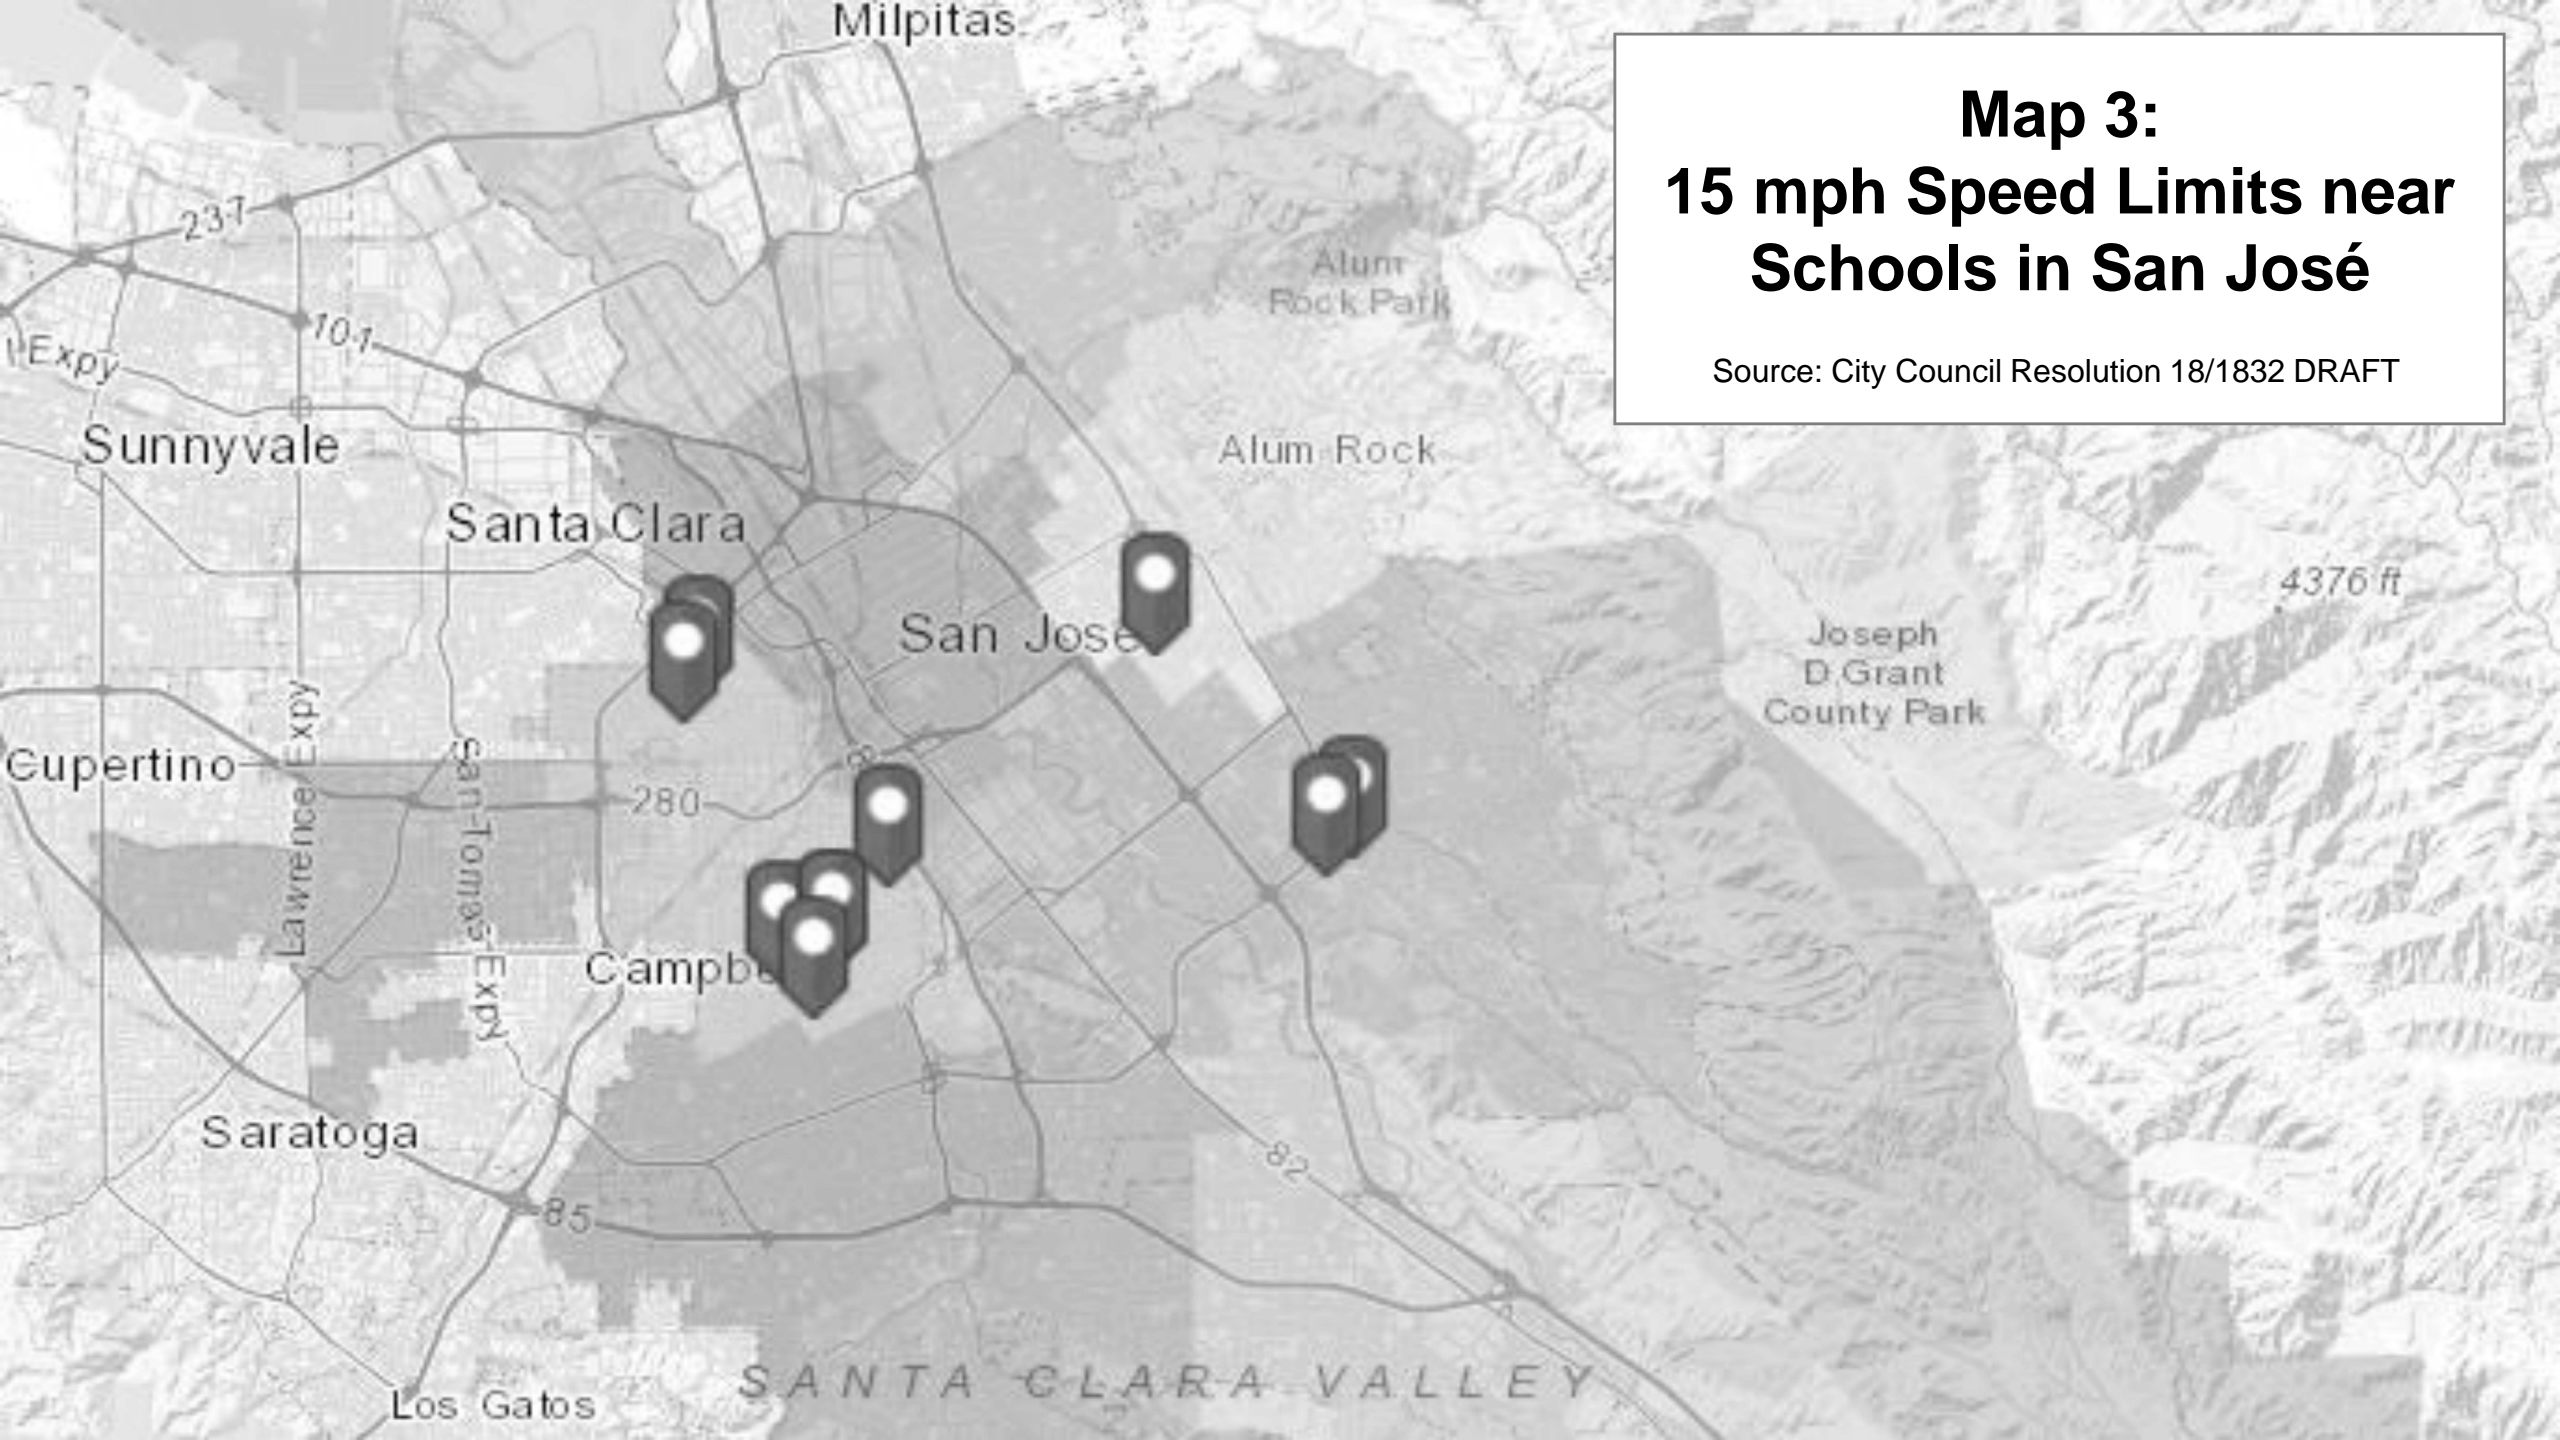 Milpitas
Map 3:
15 mph Speed Limits near
Schools in San José
Source: City Council Resolution 18/1832 DRAFT
237
101
Expy
Alum
Rock Park
Sunnyvale
Alum Rock
Santa Clara
4376 ft
San José
Joseph
D Grant
County Park
Lawrence Expy
San Tomas Expy
Cupertino
280
Saratoga
82
85
SANTA CLARA VALLEY
Los Gatos